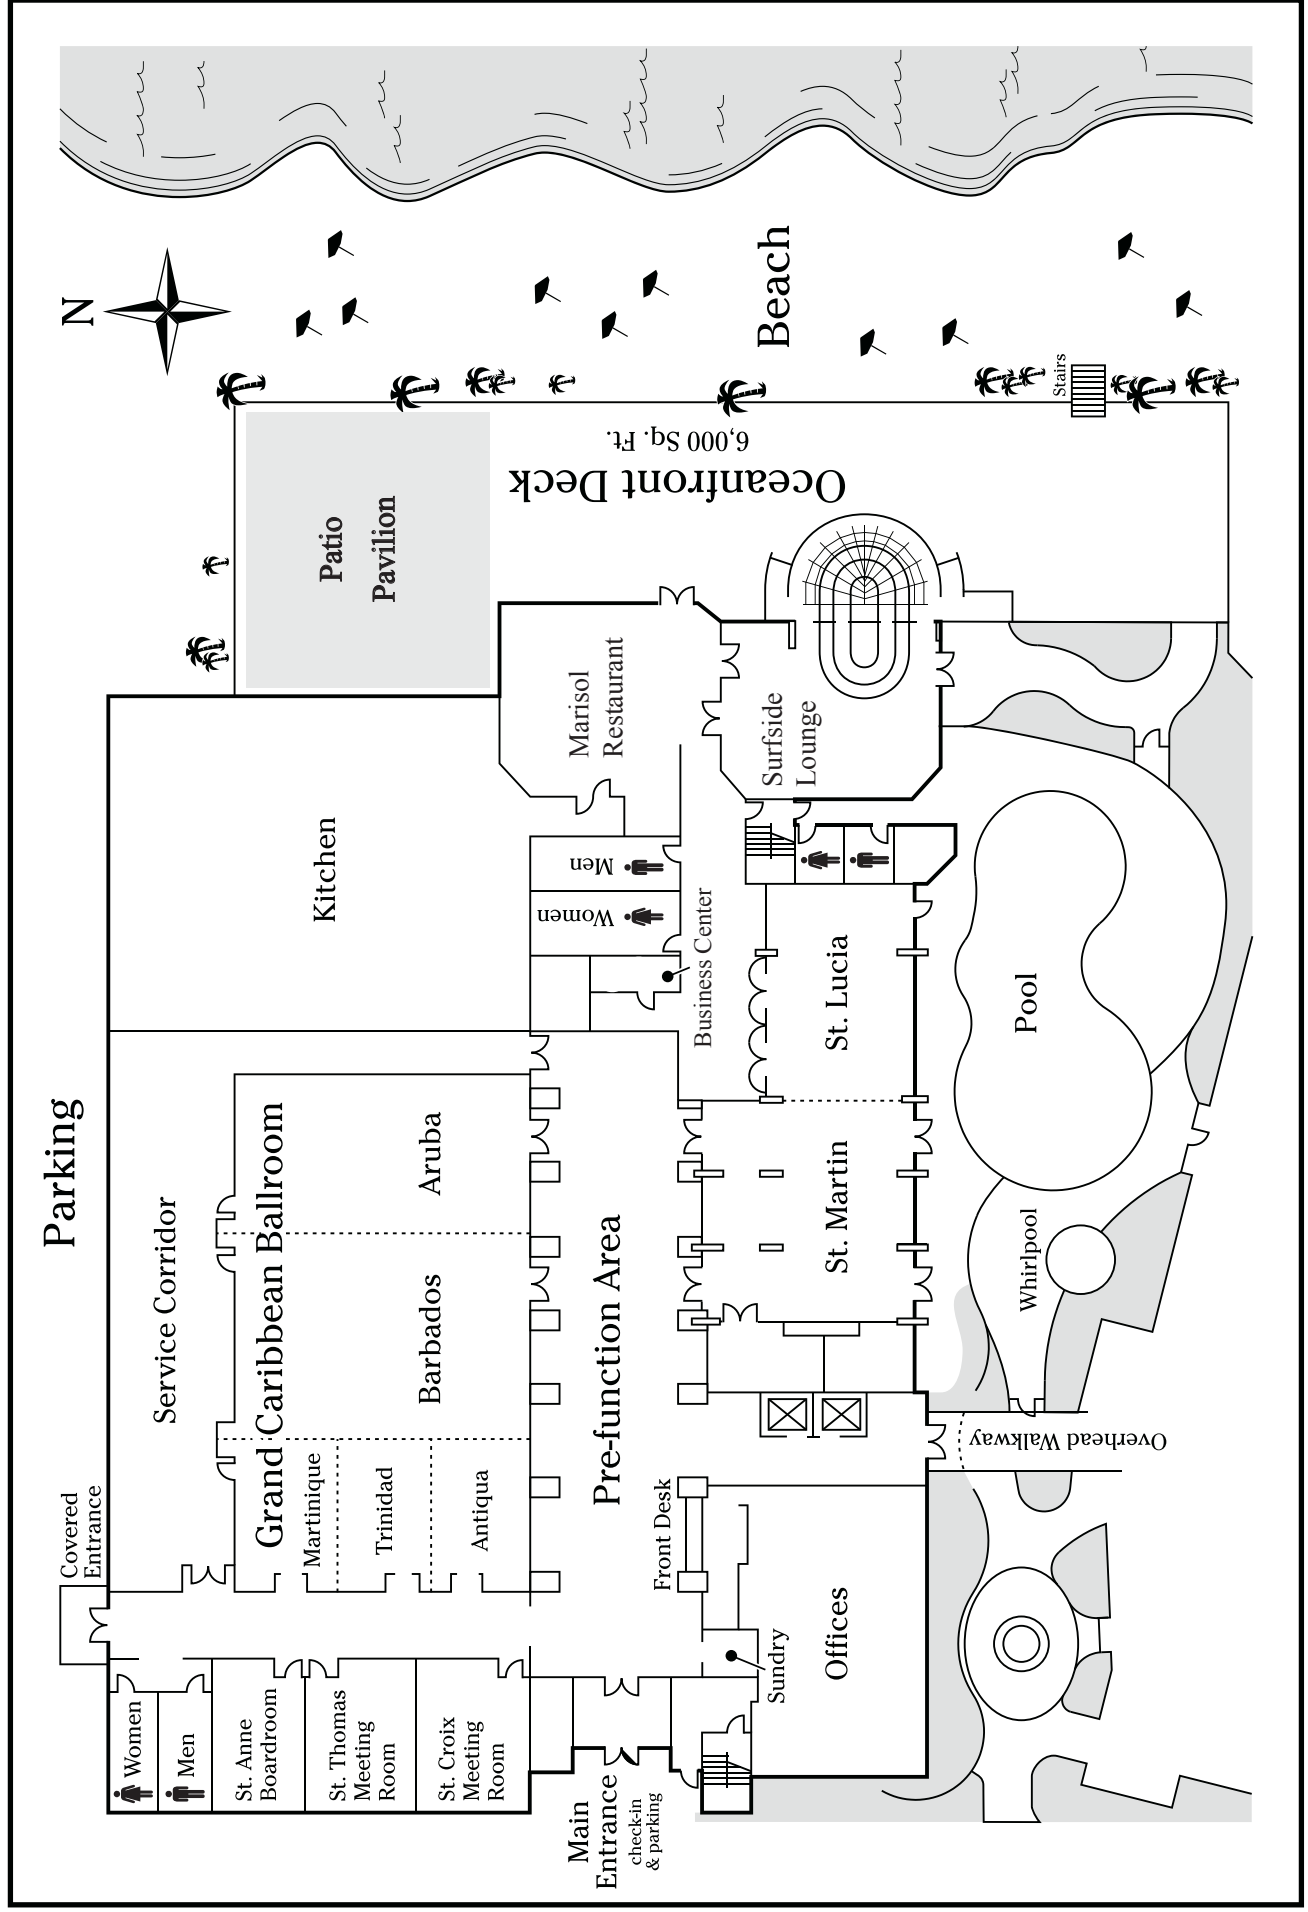 N
Beach
Stairs
6,000 Sq. Ft.
Oceanfront Deck
Patio
Pavilion
Marisol
Restaurant
Surfside
Lounge
Kitchen
Men
Women
Business Center
St. Lucia
Pool
Parking
Service Corridor
Grand Caribbean Ballroom
Aruba
Barbados
Martinique
Trinidad
Antiqua
Pre-function Area
St. Martin
Whirlpool
Overhead Walkway
Covered
Entrance
Front Desk
Offices
Sundry
Women
Men
St. Anne
Boardroom
St. Thomas
Meeting
Room
St. Croix
Meeting
Room
Main
Entrance
check-in
& parking